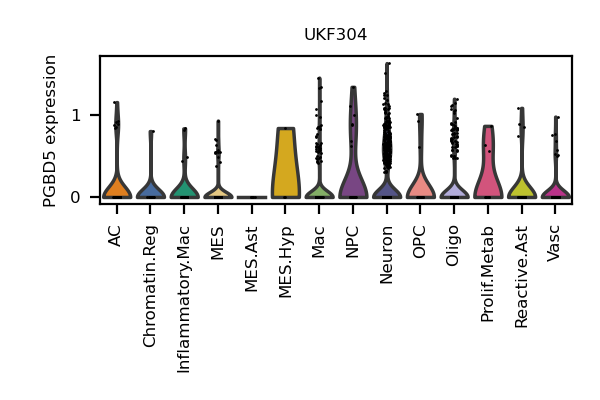 UKF304
PGBD5 expression
1
0
AC
Chromatin.Reg
Inflammatory.Mac
MES
MES.Ast
MES.Hyp
Mac
NPC
Neuron
OPC
Oligo
Prolif.Metab
Reactive.Ast
Vasc